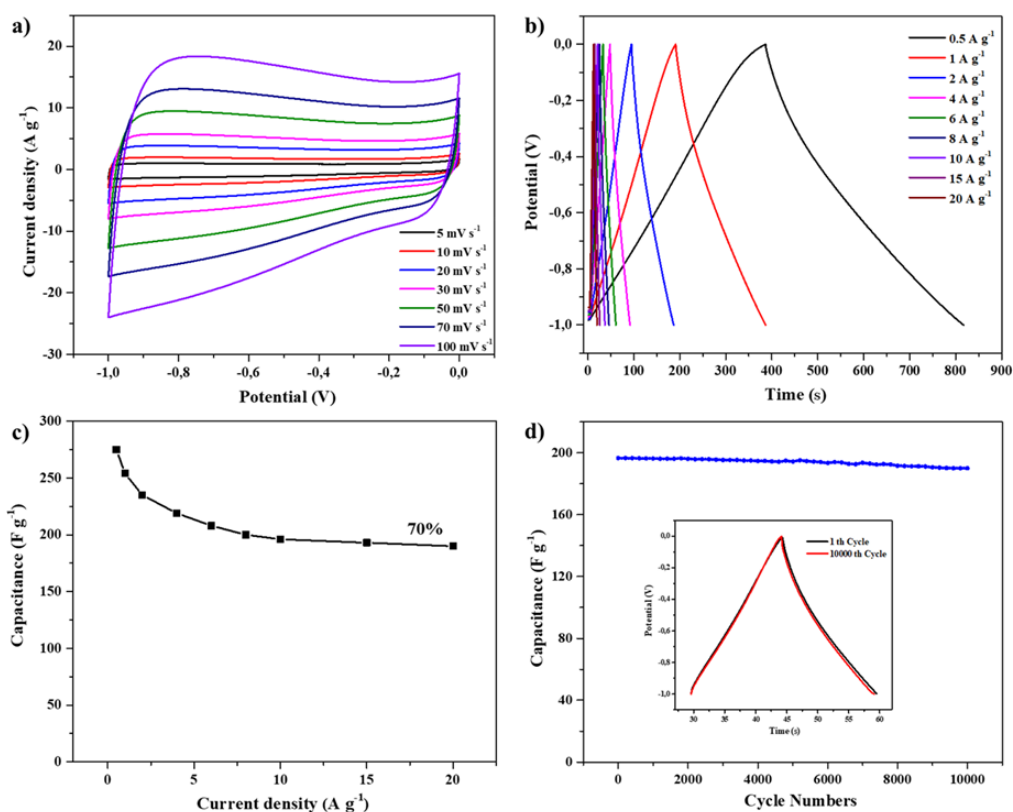 a)
20
10
0
-10
-20
-30
Current density (A g⁻¹)
-1,0 -0,8 -0,6 -0,4 -0,2 0,0
Potential (V)
5 mV s⁻¹
10 mV s⁻¹
20 mV s⁻¹
30 mV s⁻¹
50 mV s⁻¹
70 mV s⁻¹
100 mV s⁻¹
b)
0,0
-0,2
-0,4
-0,6
-0,8
-1,0
Potential (V)
0 100 200 300 400 500 600 700 800 900
Time (s)
0.5 A g⁻¹
1 A g⁻¹
2 A g⁻¹
4 A g⁻¹
6 A g⁻¹
8 A g⁻¹
10 A g⁻¹
15 A g⁻¹
20 A g⁻¹
c)
300
250
200
150
100
50
0
Capacitance (F g⁻¹)
70%
0 5 10 15 20
Current density (A g⁻¹)
d)
200
160
120
80
40
0
Capacitance (F g⁻¹)
0 2000 4000 6000 8000 10000
Cycle Numbers
0,0
-0,2
-0,4
-0,6
-0,8
-1,0
Potential (V)
1 th Cycle
10000 th Cycle
30 35 40 45 50 55 60
Time (s)